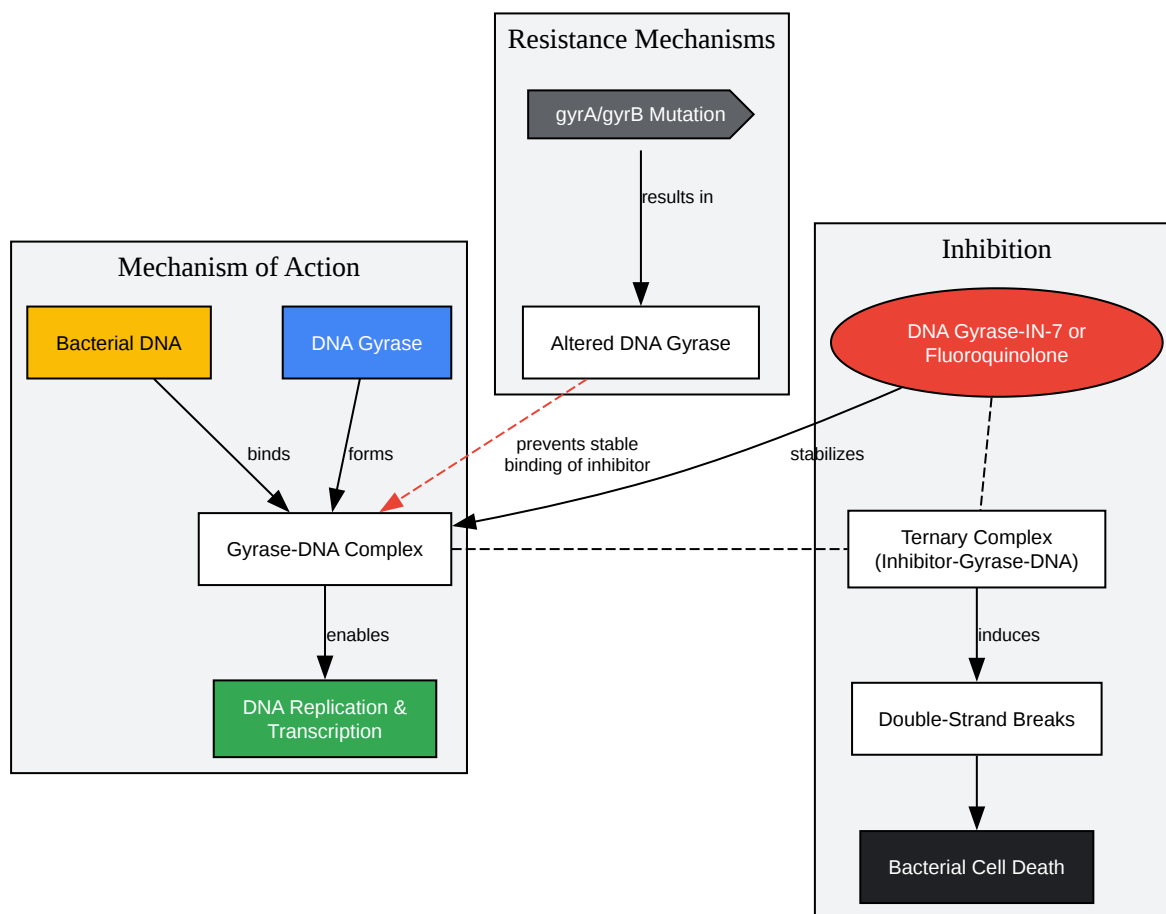 Resistance Mechanisms
gyrA/gyrB Mutation
results in
Altered DNA Gyrase
prevents stable
binding of inhibitor
Mechanism of Action
Bacterial DNA
DNA Gyrase
binds
forms
Gyrase-DNA Complex
enables
DNA Replication &
Transcription
Inhibition
DNA Gyrase-IN-7 or
Fluoroquinolone
stabilizes
Ternary Complex
(Inhibitor-Gyrase-DNA)
induces
Double-Strand Breaks
Bacterial Cell Death